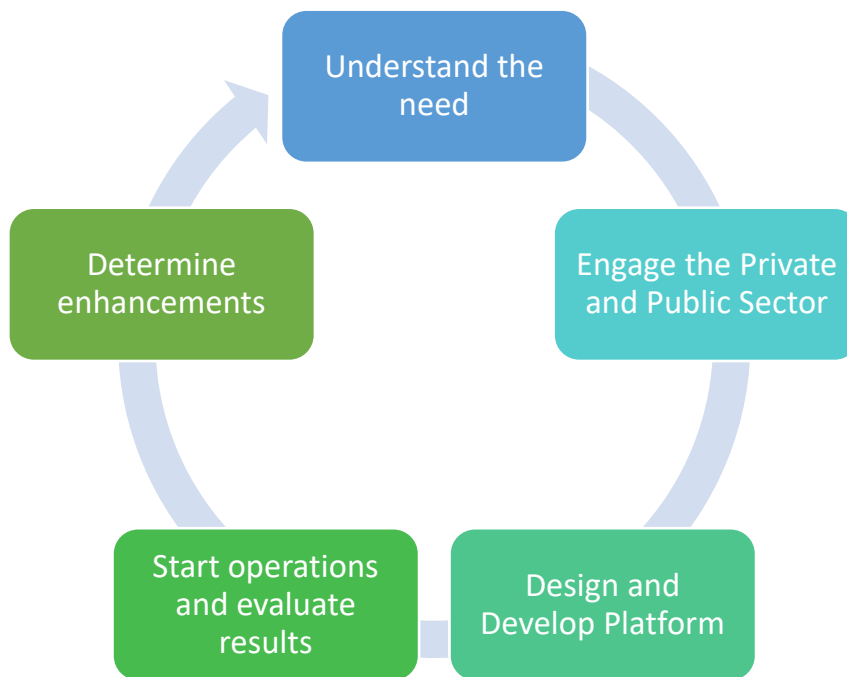 Understand the
need
Engage the Private
and Public Sector
Design and
Develop Platform
Start operations
and evaluate
results
Determine
enhancements